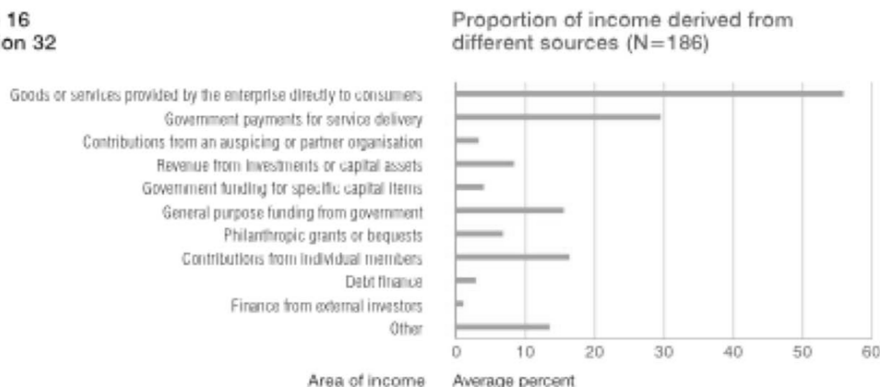 16
on 32
Proportion of income derived from
different sources (N=186)
Goods or services provided by the enterprise directly to consumers
Government payments for service delivery
Contributions from an auspicing or partner organisation
Revenue from investments or capital assets
Government funding for specific capital items
General purpose funding from government
Philanthropic grants or bequests
Contributions from individual members
Debt finance
Finance from external investors
Other
0 10 20 30 40 50 60
Area of income
Average percent